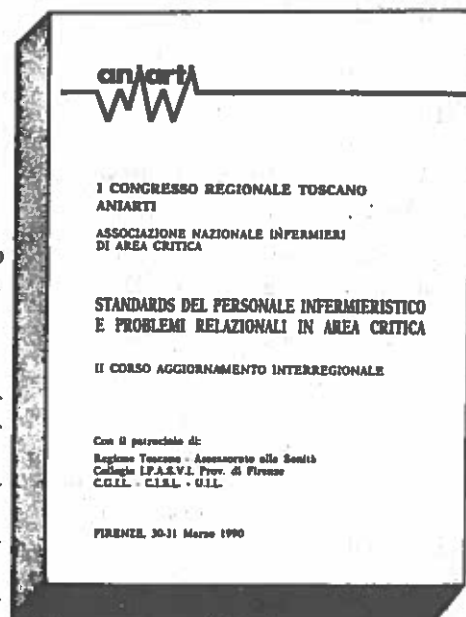 aniarti
I CONGRESSO REGIONALE TOSCANO
ANIARTI
ASSOCIAZIONE NAZIONALE INFERMIERI
DI AREA CRITICA
STANDARDS DEL PERSONALE INFERMIERISTICO
E PROBLEMI RELAZIONALI IN AREA CRITICA
II CORSO AGGIORNAMENTO INTERREGIONALE
Con il patrocinio di:
Regione Toscana - Assessorato alla Sanità
Collegio I.P.A.S.V.I. Prov. di Firenze
C.G.I.L. - C.I.S.L. - U.I.L.
FIRENZE, 30-31 Marzo 1990